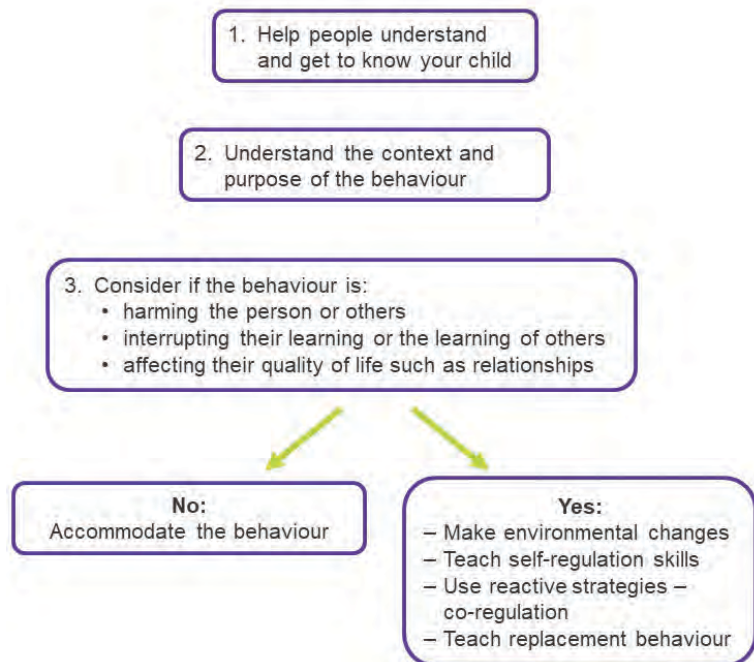 1. Help people understand
and get to know your child
2. Understand the context and
purpose of the behaviour
3. Consider if the behaviour is:
• harming the person or others
• interrupting their learning or the learning of others
• affecting their quality of life such as relationships
No:
Accommodate the behaviour
Yes:
– Make environmental changes
– Teach self-regulation skills
– Use reactive strategies –
co-regulation
– Teach replacement behaviour